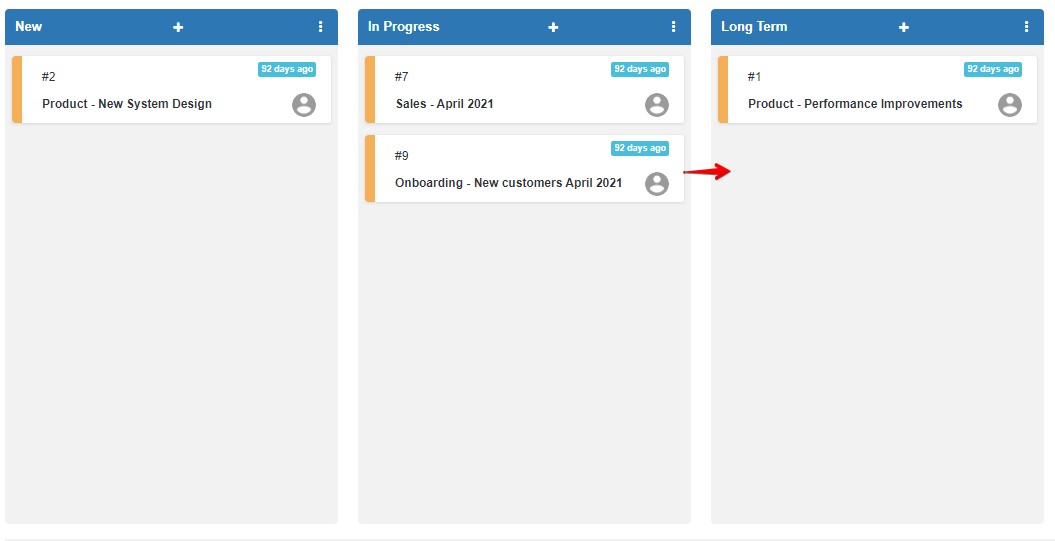 New
#2
92 days ago
Product - New System Design
In Progress
#7
92 days ago
Sales - April 2021
#9
92 days ago
Onboarding - New customers April 2021
Long Term
#1
92 days ago
Product - Performance Improvements